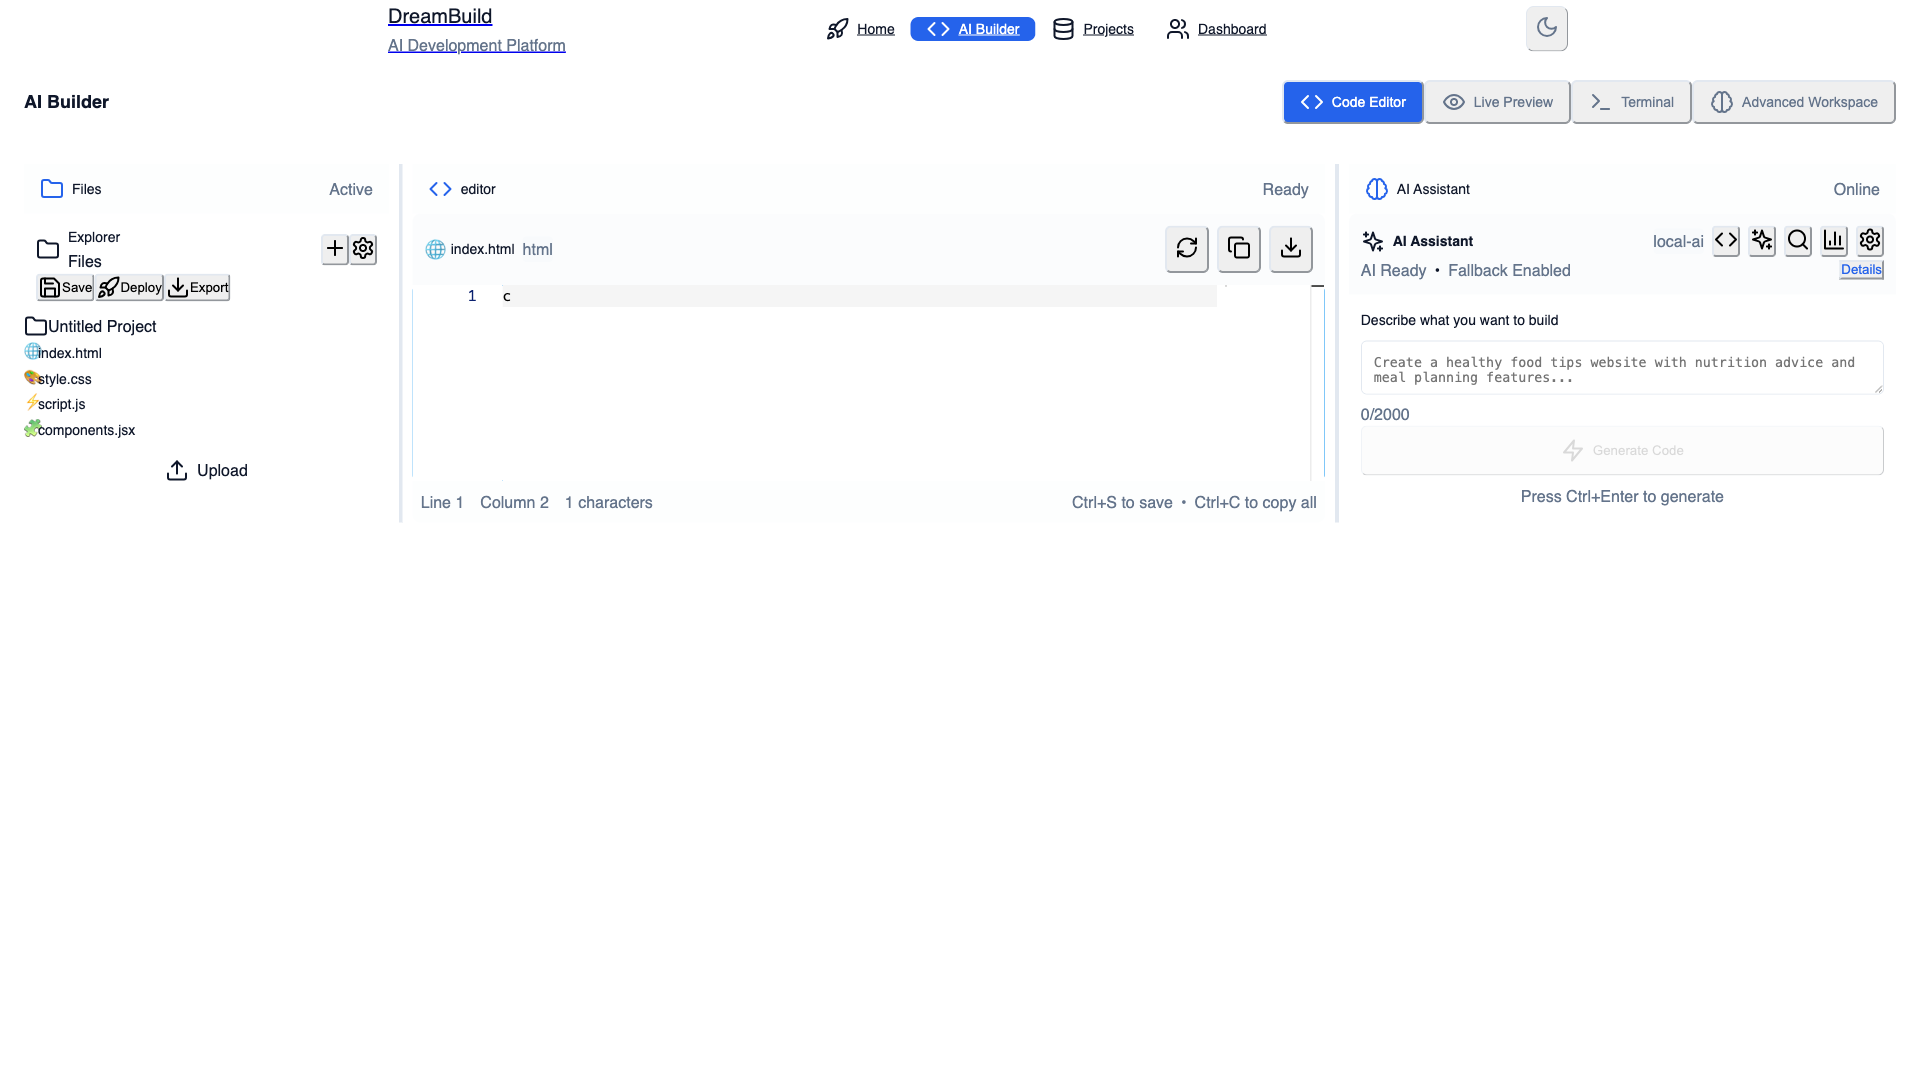 DreamBuild
AI Development Platform
Home
AI Builder
Projects
Dashboard
AI Builder
Code Editor
Live Preview
Terminal
Advanced Workspace
Files
Active
Explorer
Files
Save
Deploy
Export
Untitled Project
index.html
style.css
script.js
components.jsx
Upload
editor
Ready
index.html html
1 c
Line 1 Column 2 1 characters
Ctrl+S to save • Ctrl+C to copy all
AI Assistant
Online
AI Assistant
local-ai
AI Ready • Fallback Enabled
Details
Describe what you want to build
Create a healthy food tips website with nutrition advice and
meal planning features...
0/2000
Generate Code
Press Ctrl+Enter to generate